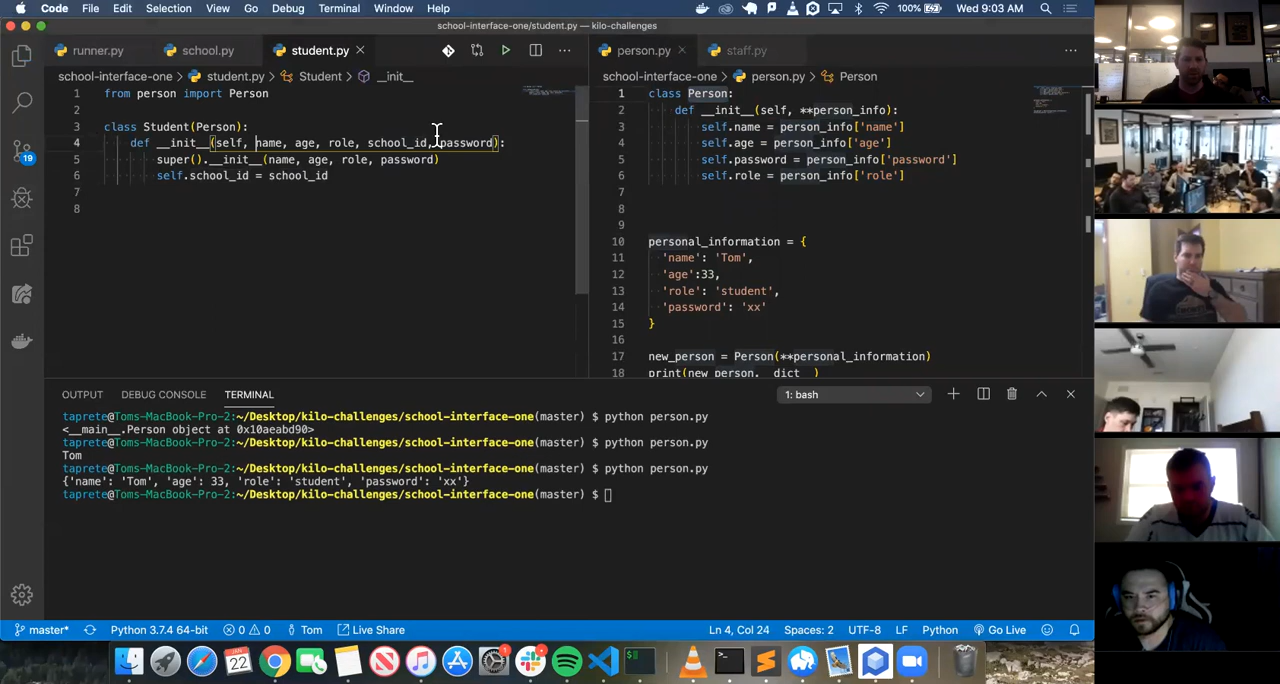 Code File Edit Selection View Go Debug Terminal Window Help 100% Wed 9:03 AM
school-interface-one/student.py — kilo-challenges
runner.py school.py student.py person.py staff.py
school-interface-one > student.py > Student > __init__
school-interface-one > person.py > Person
1 from person import Person
2
3 class Student(Person):
4 def __init__(self, name, age, role, school_id, password):
5 super().__init__(name, age, role, password)
6 self.school_id = school_id
7
8
1 class Person:
2 def __init__(self, **person_info):
3 self.name = person_info['name']
4 self.age = person_info['age']
5 self.password = person_info['password']
6 self.role = person_info['role']
7
8
9
10 personal_information = {
11 'name': 'Tom',
12 'age':33,
13 'role': 'student',
14 'password': 'xx'
15 }
16
17 new_person = Person(**personal_information)
18 print(new_person.__dict__)
19
OUTPUT DEBUG CONSOLE TERMINAL 1: bash
taprete@Toms-MacBook-Pro-2:~/Desktop/kilo-challenges/school-interface-one(master) $ python person.py
<__main__.Person object at 0x10aeabd90>
taprete@Toms-MacBook-Pro-2:~/Desktop/kilo-challenges/school-interface-one(master) $ python person.py
Tom
taprete@Toms-MacBook-Pro-2:~/Desktop/kilo-challenges/school-interface-one(master) $ python person.py
{'name': 'Tom', 'age': 33, 'role': 'student', 'password': 'xx'}
taprete@Toms-MacBook-Pro-2:~/Desktop/kilo-challenges/school-interface-one(master) $
master* Python 3.7.4 64-bit 0 0 Tom Live Share Ln 4, Col 24 Spaces: 2 UTF-8 LF Python Go Live
JAN
22